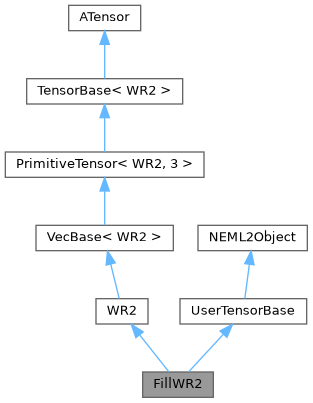 ATensor
TensorBase< WR2 >
PrimitiveTensor< WR2, 3 >
VecBase< WR2 >
NEML2Object
WR2
UserTensorBase
FillWR2